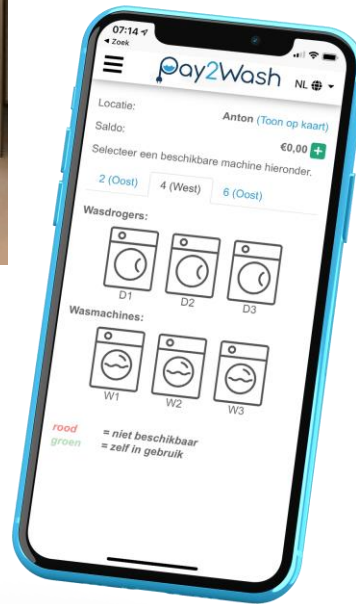 07:14
◀ Zoek
Pay2Wash
NL
Locatie: Anton (Toon op kaart)
Saldo: €0,00 +
Selecteer een beschikbare machine hieronder.
2 (Oost) 4 (West) 6 (Oost)
Wasdrogers:
D1 D2 D3
Wasmachines:
W1 W2 W3
rood = niet beschikbaar
groen = zelf in gebruik